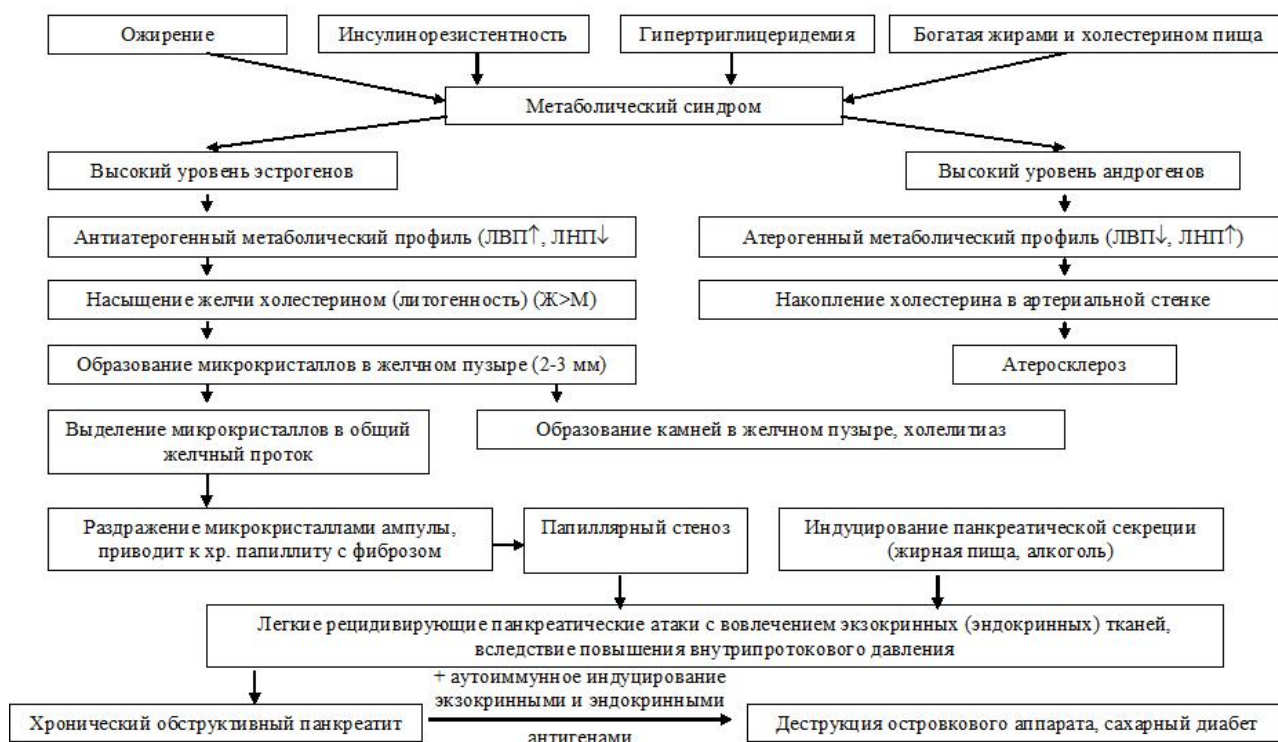 Ожирение
Инсулинорезистентность
Гипертриглицеридемия
Богатая жирами и холестерином пища
Метаболический синдром
Высокий уровень эстрогенов
Высокий уровень андрогенов
Антиатерогенный метаболический профиль (ЛВП↑, ЛНП↓
Атерогенный метаболический профиль (ЛВП↓, ЛНП↑)
Насыщение желчи холестерином (литогенность) (Ж>М)
Накопление холестерина в артериальной стенке
Образование микрокристаллов в желчном пузыре (2-3 мм)
Атеросклероз
Выделение микрокристаллов в общий
желчный проток
Образование камней в желчном пузыре, холелитиаз
Раздражение микрокристаллами ампулы,
приводит к хр. папиллиту с фиброзом
Папиллярный стеноз
Индуцирование панкреатической секреции
(жирная пища, алкоголь)
Легкие рецидивирующие панкреатические атаки с вовлечением экзокринных (эндокринных) тканей,
вследствие повышения внутрипротокового давления
Хронический обструктивный панкреатит
+ аутоиммунное индуцирование
экзокринными и эндокринными
антигенами
Деструкция островкового аппарата, сахарный диабет